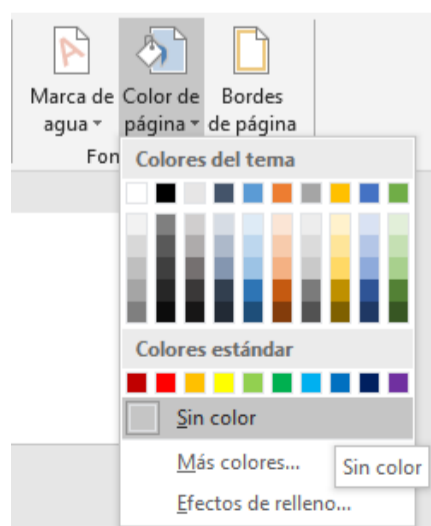 Marca de Color de Bordes
agua página de página
Fon
Colores del tema
Colores estándar
Sin color
Más colores... Sin color
Efectos de relleno...